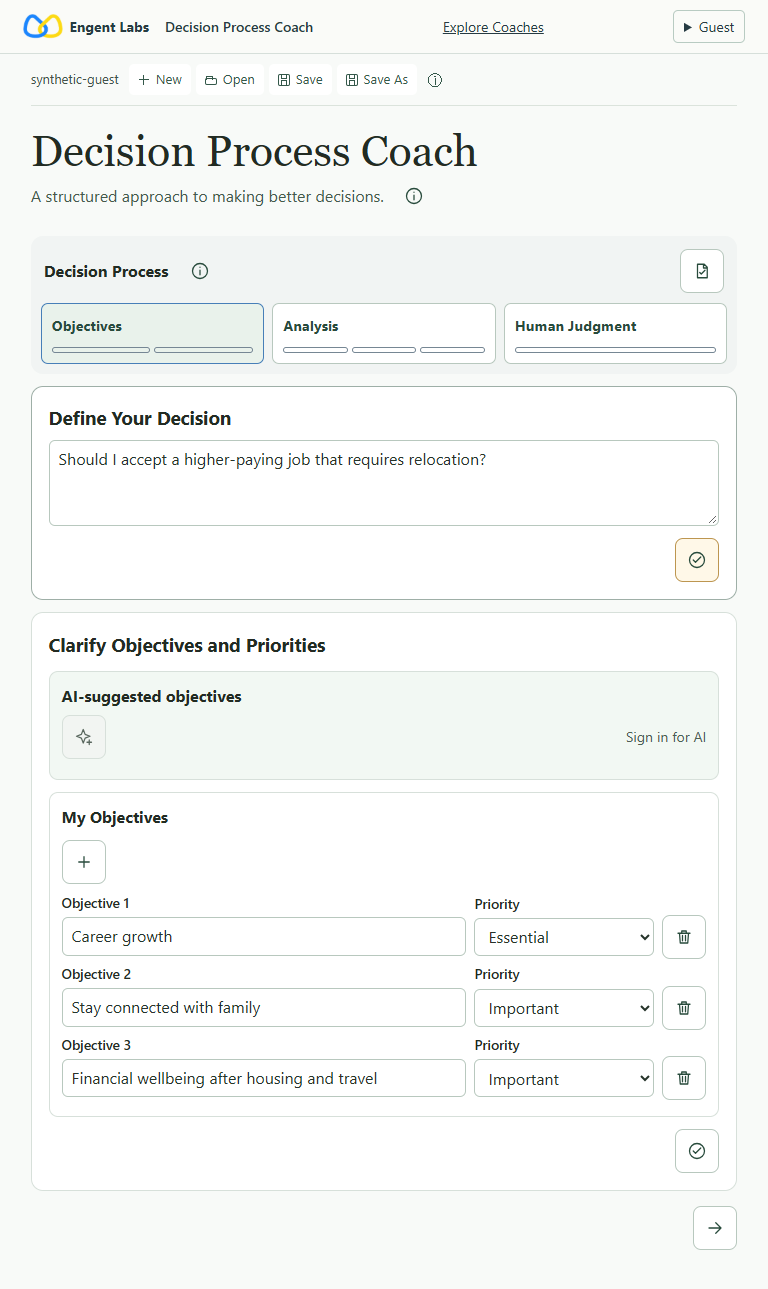 Engent Labs Decision Process Coach Explore Coaches Guest
synthetic-guest New Open Save Save As
Decision Process Coach
A structured approach to making better decisions.
Decision Process
Objectives Analysis Human Judgment
Define Your Decision
Should I accept a higher-paying job that requires relocation?
Clarify Objectives and Priorities
AI-suggested objectives
Sign in for AI
My Objectives
Objective 1 Priority
Career growth Essential
Objective 2 Priority
Stay connected with family Important
Objective 3 Priority
Financial wellbeing after housing and travel Important